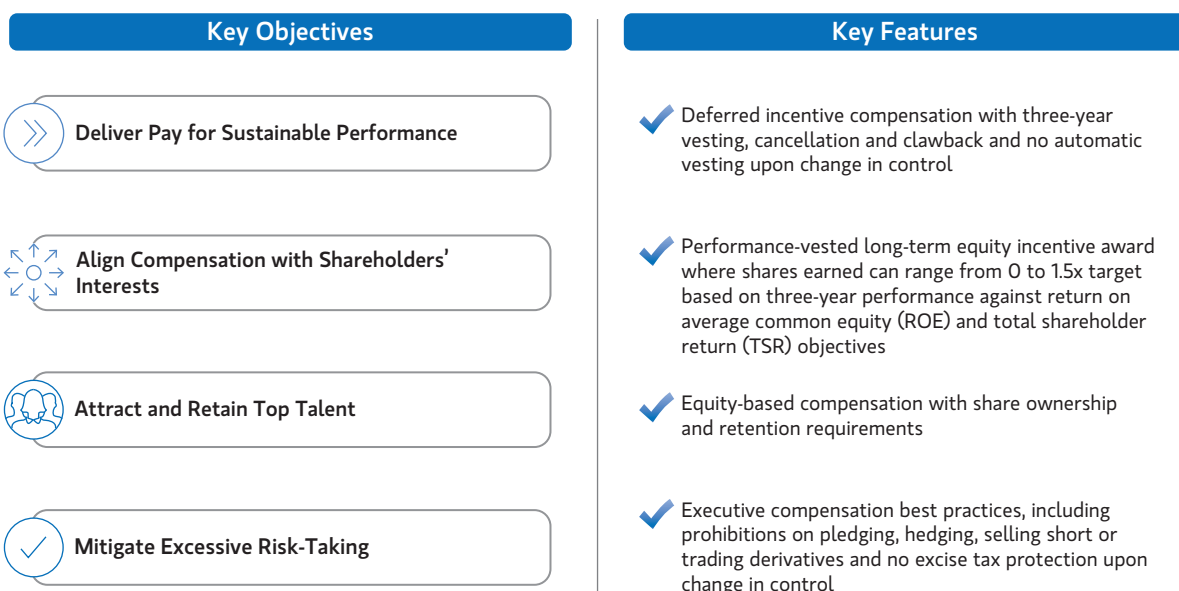 Key Objectives
Deliver Pay for Sustainable Performance
Align Compensation with Shareholders’
Interests
Attract and Retain Top Talent
Mitigate Excessive Risk-Taking
Key Features
Deferred incentive compensation with three-year
vesting, cancellation and clawback and no automatic
vesting upon change in control
Performance-vested long-term equity incentive award
where shares earned can range from 0 to 1.5x target
based on three-year performance against return on
average common equity (ROE) and total shareholder
return (TSR) objectives
Equity-based compensation with share ownership
and retention requirements
Executive compensation best practices, including
prohibitions on pledging, hedging, selling short or
trading derivatives and no excise tax protection upon
change in control